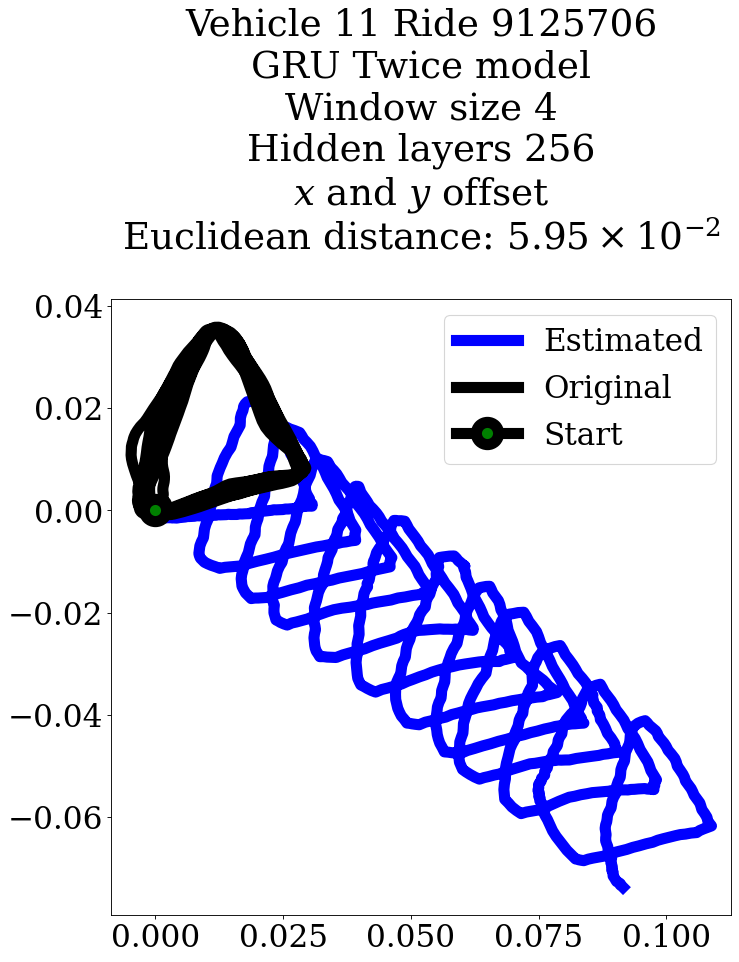 Vehicle 11 Ride 9125706
GRU Twice model
Window size 4
Hidden layers 256
x and y offset
Euclidean distance: 5.95 × 10⁻²
0.04
0.02
0.00
−0.02
−0.04
−0.06
Estimated
Original
Start
0.000 0.025 0.050 0.075 0.100